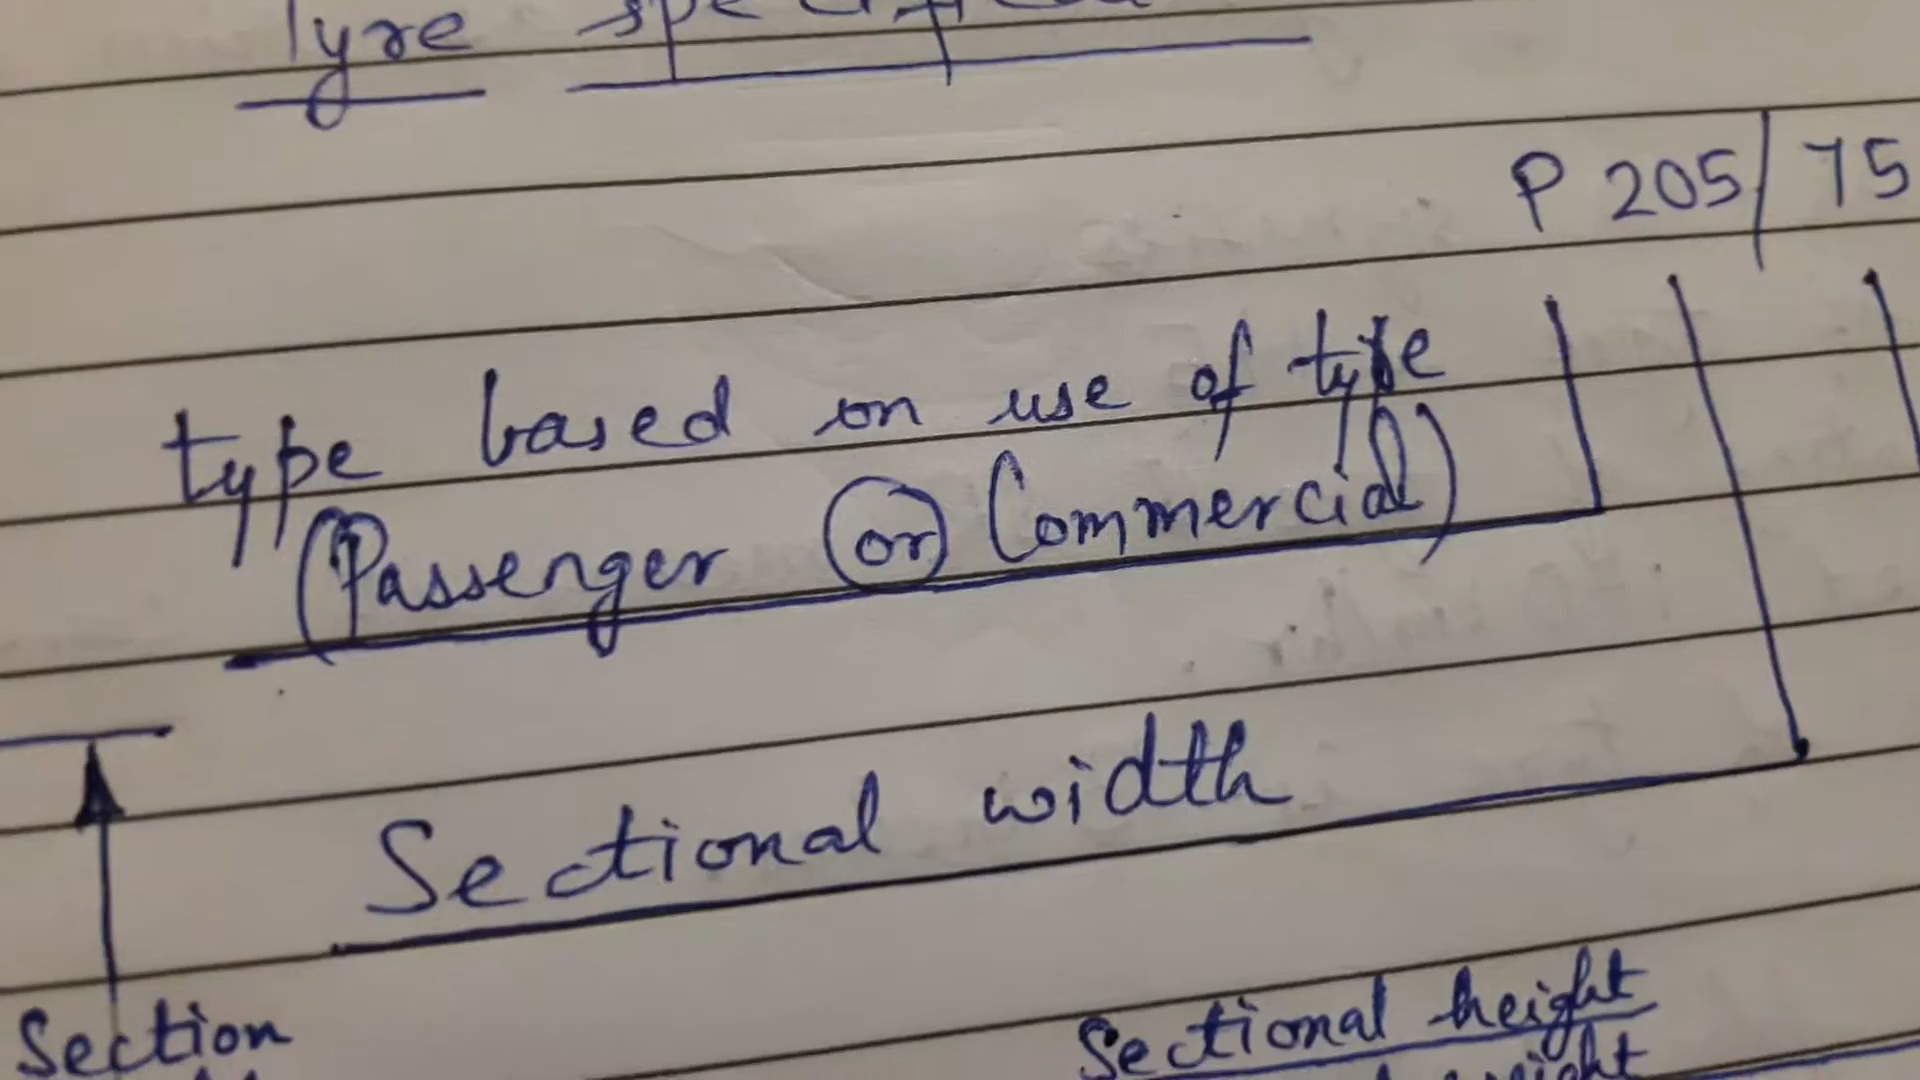 Tyre
P 205/75
type based on use of tyre
(Passenger or Commercial)
Sectional width
Section
Sectional height